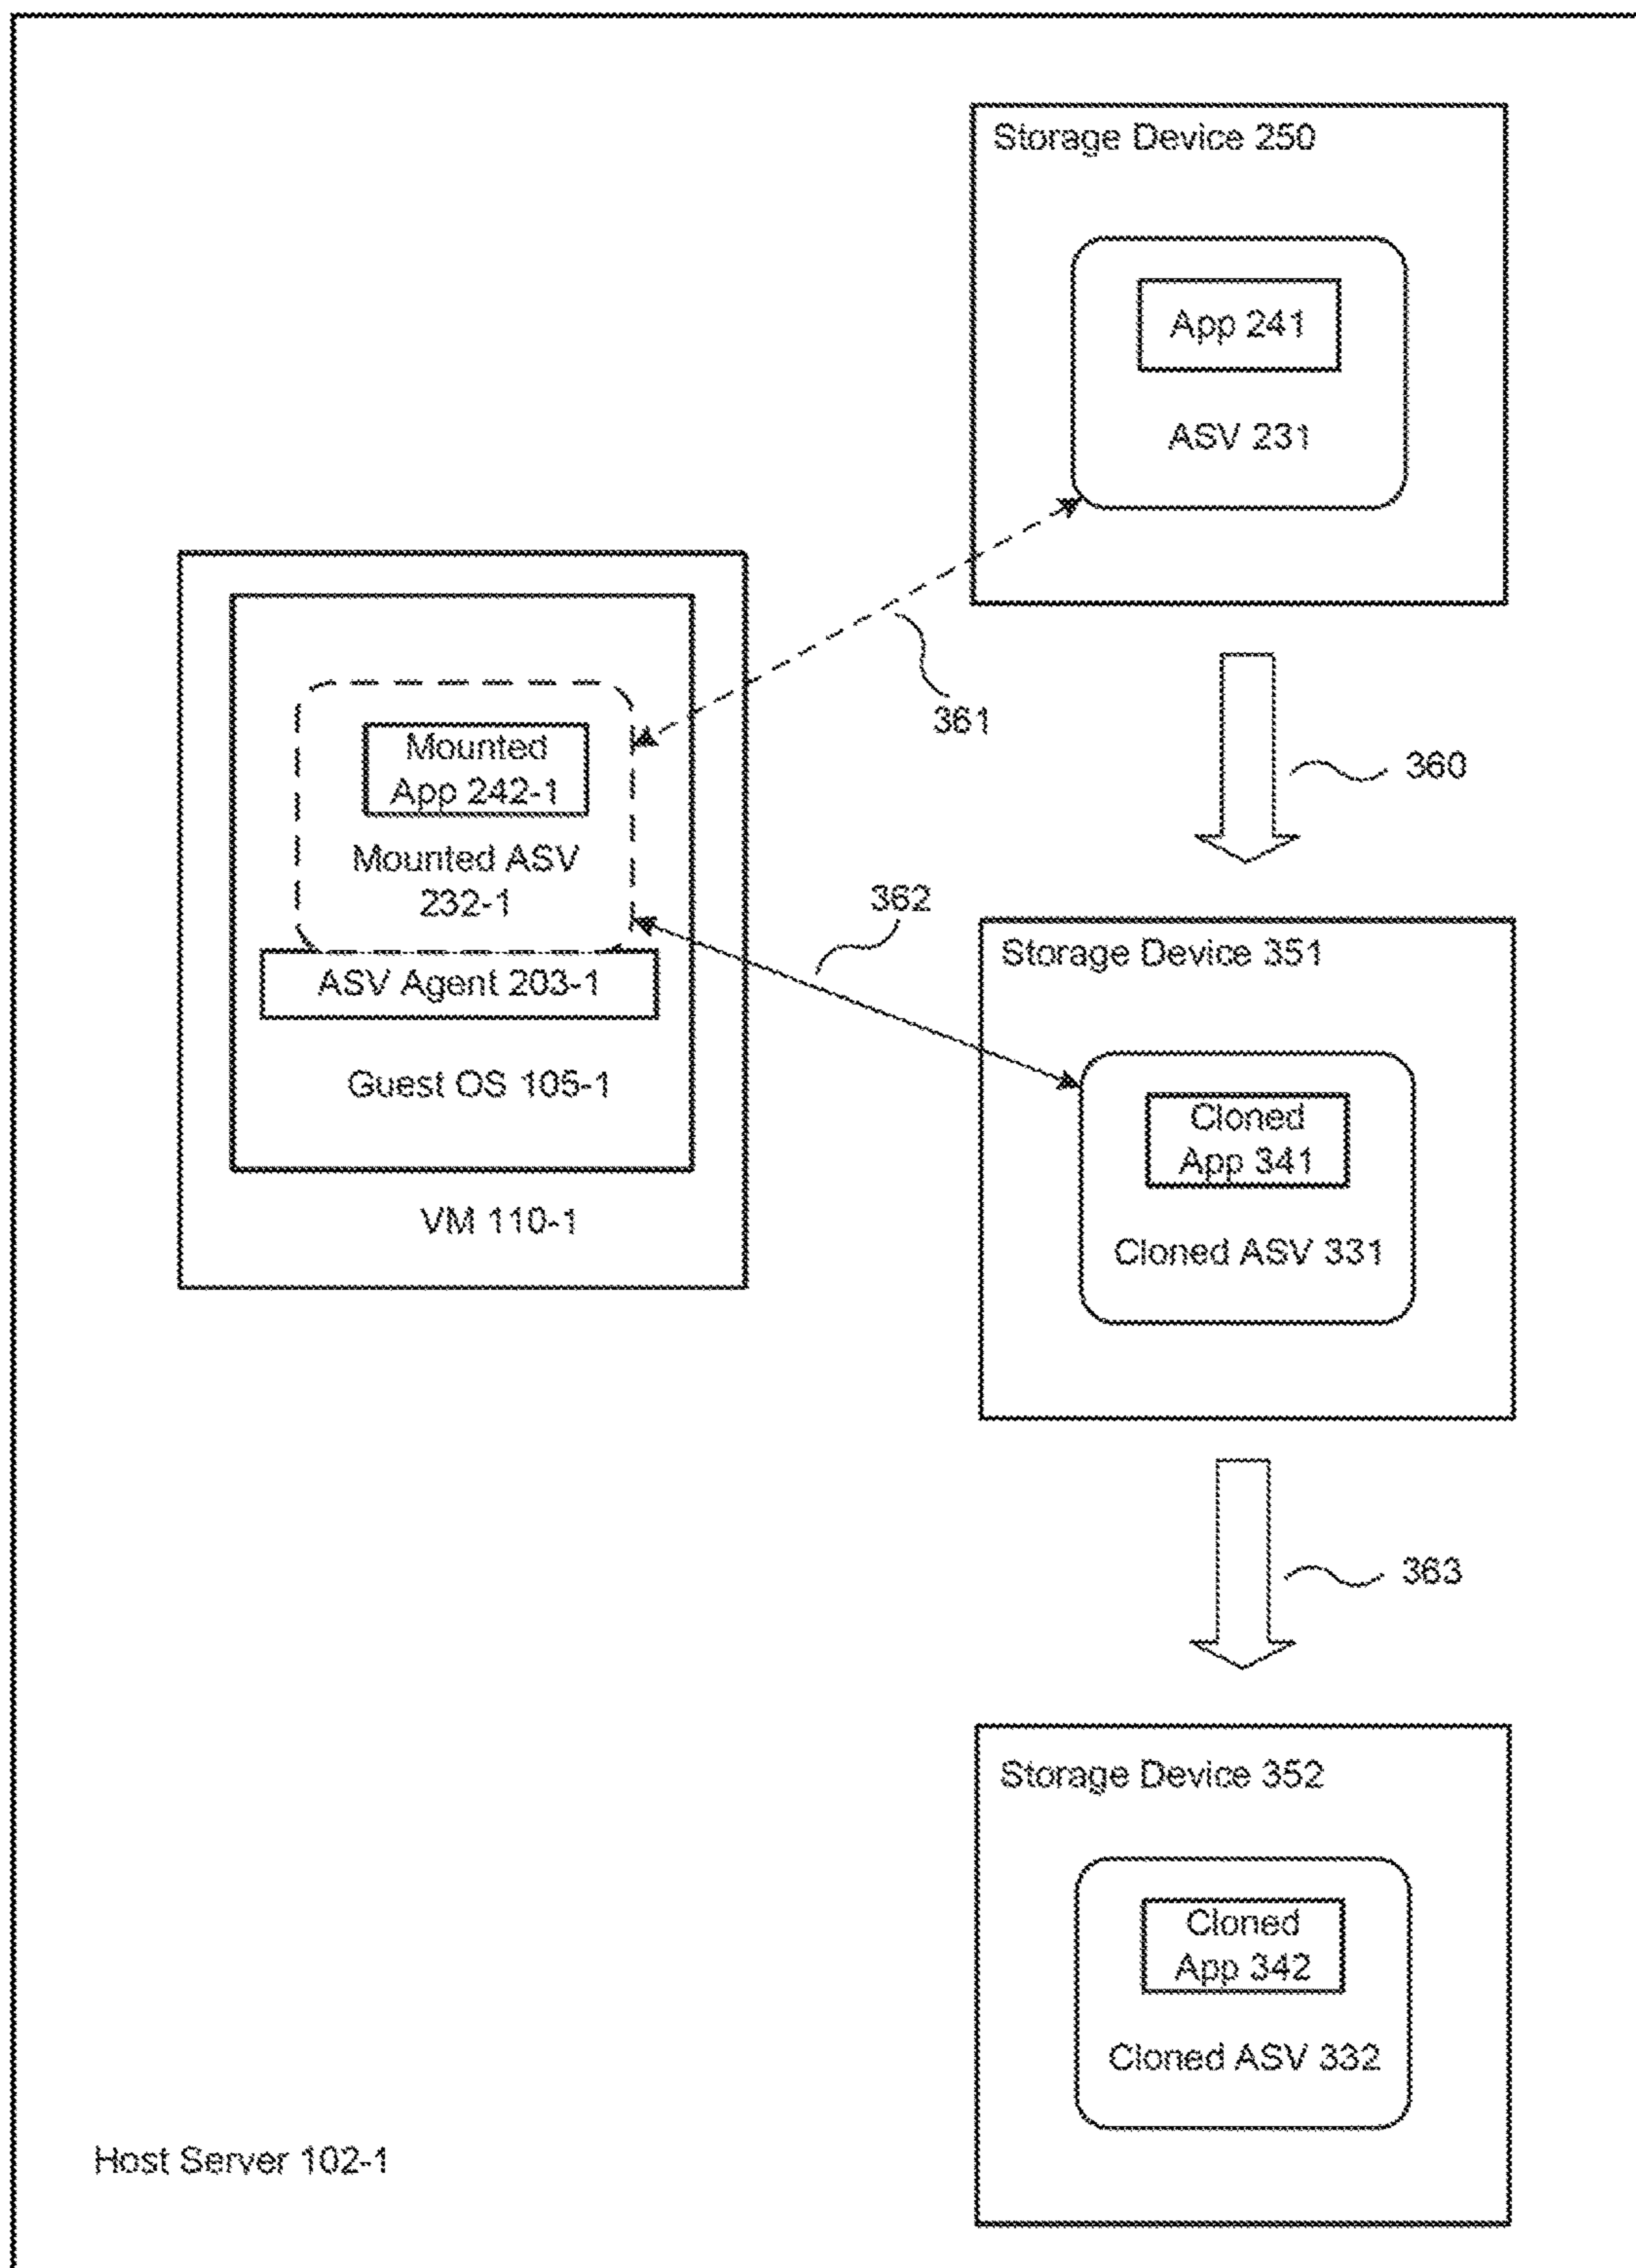 Storage Device 250
App 241
ASV 231
361
360
Mounted
App 242-1
Mounted ASV
232-1
ASV Agent 203-1
Guest OS 105-1
VM 110-1
362
Storage Device 351
Cloned
App 341
Cloned ASV 331
363
Storage Device 352
Cloned
App 342
Cloned ASV 332
Host Server 102-1